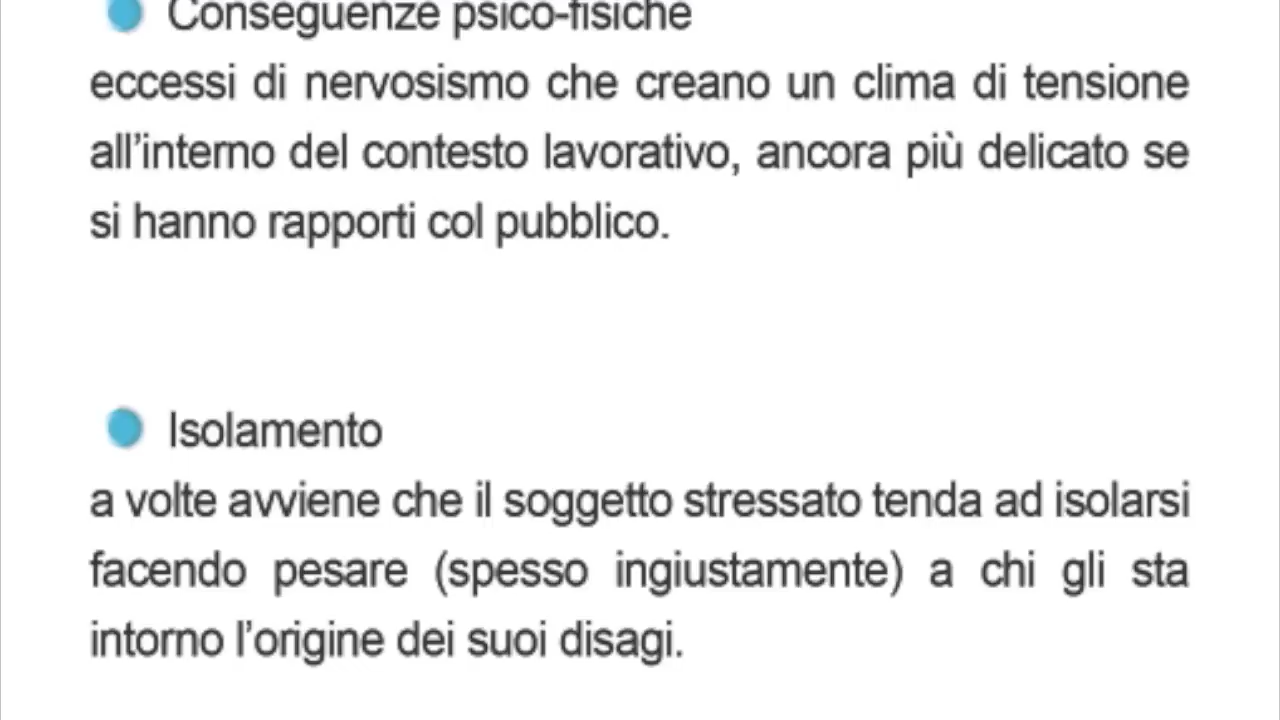 Conseguenze psico-fisiche
eccessi di nervosismo che creano un clima di tensione
all’interno del contesto lavorativo, ancora più delicato se
si hanno rapporti col pubblico.
Isolamento
a volte avviene che il soggetto stressato tenda ad isolarsi
facendo pesare (spesso ingiustamente) a chi gli sta
intorno l’origine dei suoi disagi.